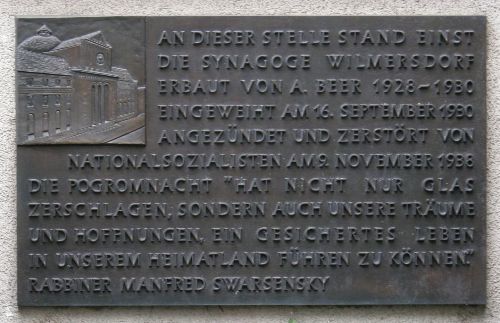 AN DIESER STELLE STAND EINST
DIE SYNAGOGE WILMERSDORF
ERBAUT VON A. BEER 1928-1930
EINGEWEIHT AM 16. SEPTEMBER 1930
ANGEZÜNDET UND ZERSTÖRT VON
NATIONALSOZIALISTEN AM 9. NOVEMBER 1938
DIE POGROMNACHT "HAT NICHT NUR GLAS
ZERSCHLAGEN, SONDERN AUCH UNSERE TRÄUME
UND HOFFNUNGEN, EIN GESICHERTES LEBEN
IN UNSEREM HEIMATLAND FÜHREN ZU KÖNNEN."
RABBINER MANFRED SWARSENSKY